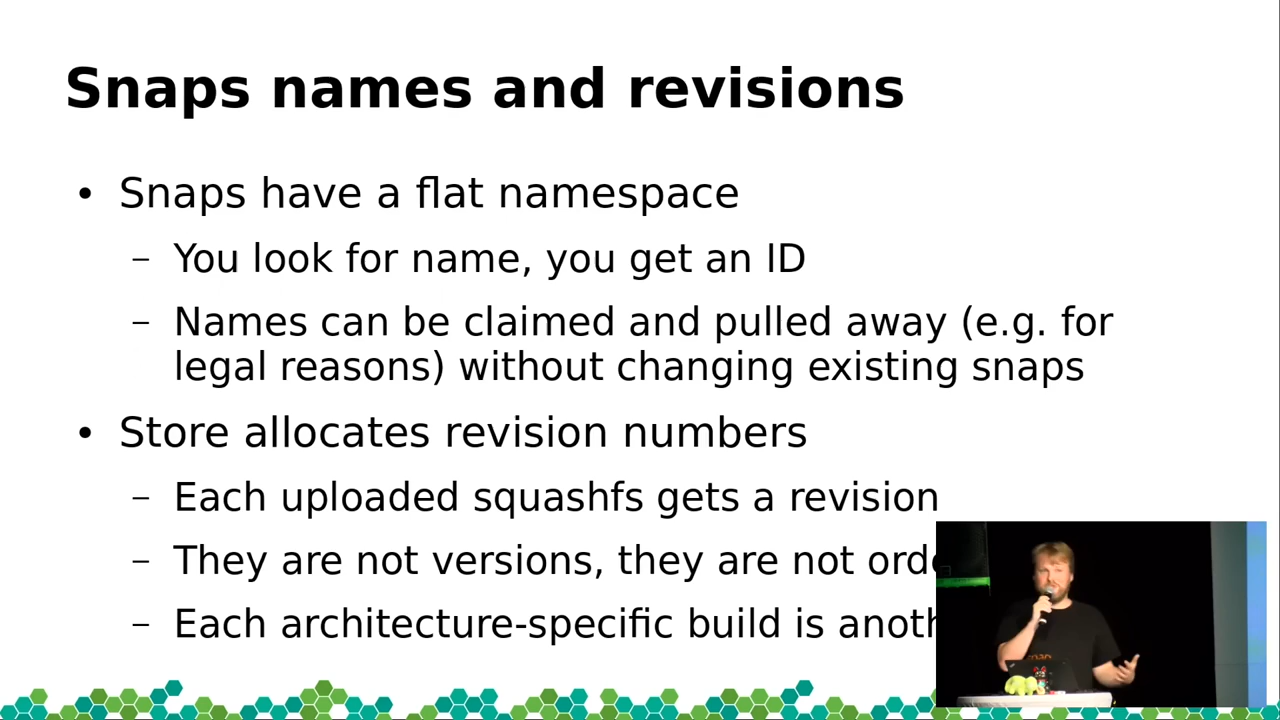 Snaps names and revisions
• Snaps have a flat namespace
– You look for name, you get an ID
– Names can be claimed and pulled away (e.g. for
legal reasons) without changing existing snaps
• Store allocates revision numbers
– Each uploaded squashfs gets a revision
– They are not versions, they are not
– Each architecture-specific build is